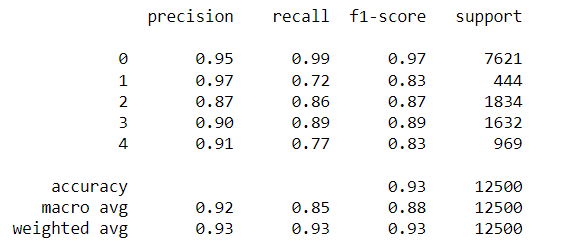 precision recall f1-score support
0 0.95 0.99 0.97 7621
1 0.97 0.72 0.83 444
2 0.87 0.86 0.87 1834
3 0.90 0.89 0.89 1632
4 0.91 0.77 0.83 969
accuracy 0.93 12500
macro avg 0.92 0.85 0.88 12500
weighted avg 0.93 0.93 0.93 12500